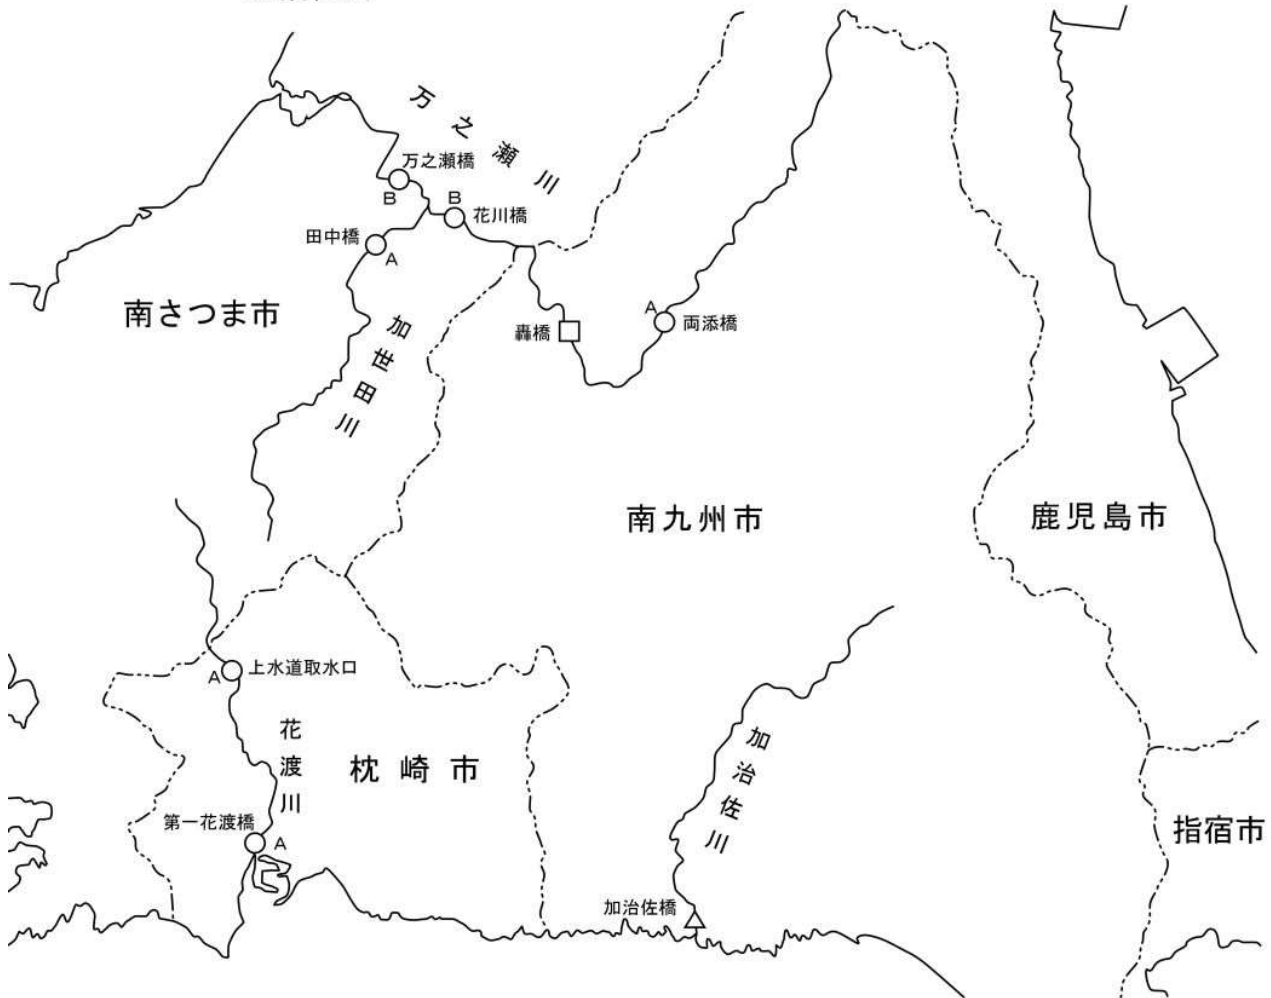 万之瀬川
万之瀬橋
B
B
花川橋
田中橋
A
南さつま市
加世田川
轟橋
A
両添橋
南九州市
鹿児島市
上水道取水口
A
花渡川
枕崎市
加治佐川
第一花渡橋
A
指宿市
加治佐橋